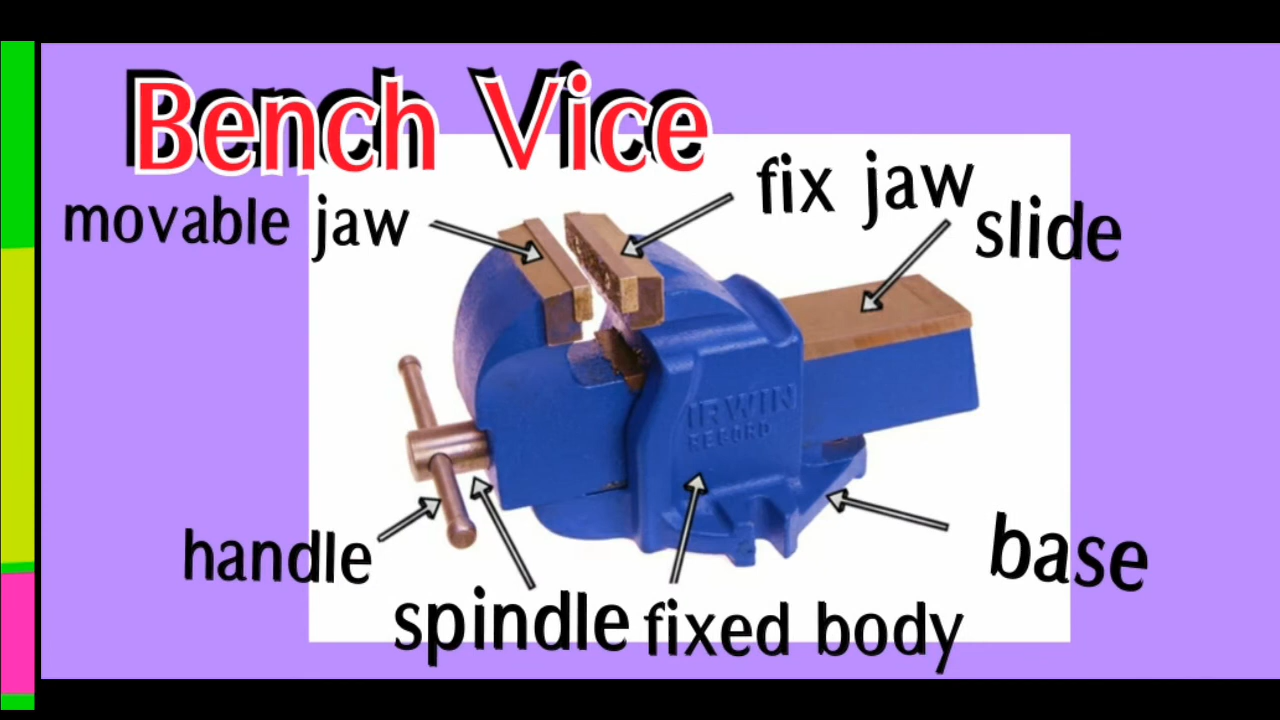 Bench Vice
movable jaw
fix jaw
slide
IRWIN
RECORD
handle
spindle
fixed body
base